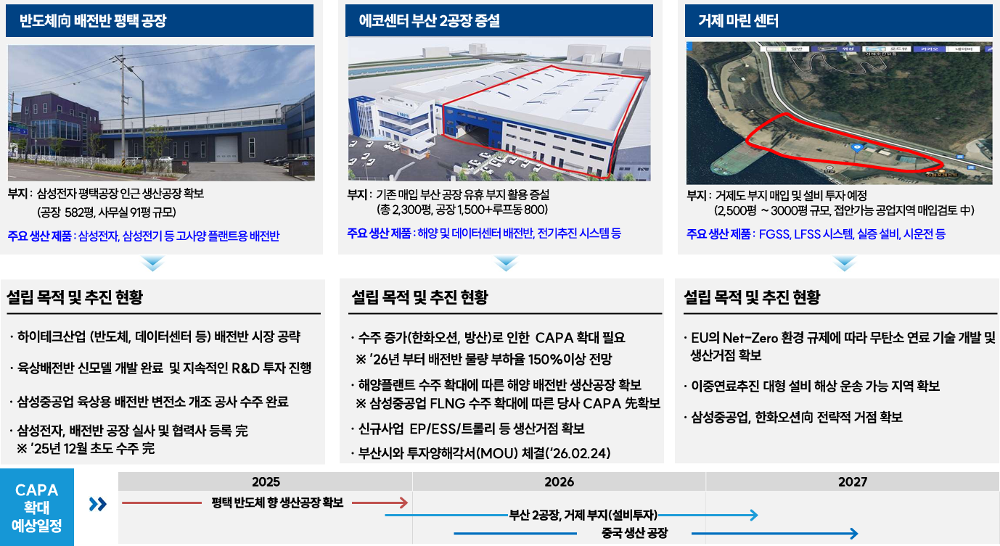 반도체向 배전반 평택 공장
부지 : 삼성전자 평택공장 인근 생산공장 확보
(공장 582평, 사무실 91평 규모)
주요 생산 제품 : 삼성전자, 삼성전기 등 고사양 플랜트용 배전반
설립 목적 및 추진 현황
· 하이테크산업 (반도체, 데이터센터 등) 배전반 시장 공략
· 육상배전반 신모델 개발 완료 및 지속적인 R&D 투자 진행
· 삼성중공업 육상용 배전반 변전소 개조 공사 수주 완료
· 삼성전자, 배전반 공장 실사 및 협력사 등록 完
※ '25년 12월 초도 수주 完
에코센터 부산 2공장 증설
부지 : 기존 매입 부산 공장 유휴 부지 활용 증설
(총 2,300평, 공장 1,500+루프동 800)
주요 생산 제품 : 해양 및 데이터센터 배전반, 전기추진 시스템 등
설립 목적 및 추진 현황
· 수주 증가(한화오션, 방산)로 인한 CAPA 확대 필요
※ '26년 부터 배전반 물량 부하율 150%이상 전망
· 해양플랜트 수주 확대에 따른 해양 배전반 생산공장 확보
※ 삼성중공업 FLNG 수주 확대에 따른 당사 CAPA 先확보
· 신규사업 EP/ESS/트롤리 등 생산거점 확보
· 부산시와 투자양해각서(MOU) 체결('26.02.24)
거제 마린 센터
일반 위성 로드뷰 카카오 네이버
부지 : 거제도 부지 매입 및 설비 투자 예정
(2,500평 ~ 3000평 규모, 접안가능 공업지역 매입검토 中)
주요 생산 제품 : FGSS, LFSS 시스템, 실증 설비, 시운전 등
설립 목적 및 추진 현황
· EU의 Net-Zero 환경 규제에 따라 무탄소 연료 기술 개발 및
생산거점 확보
· 이중연료추진 대형 설비 해상 운송 가능 지역 확보
· 삼성중공업, 한화오션向 전략적 거점 확보
CAPA
확대
예상일정
2025 2026 2027
평택 반도체 향 생산공장 확보
부산 2공장, 거제 부지(설비투자)
중국 생산 공장